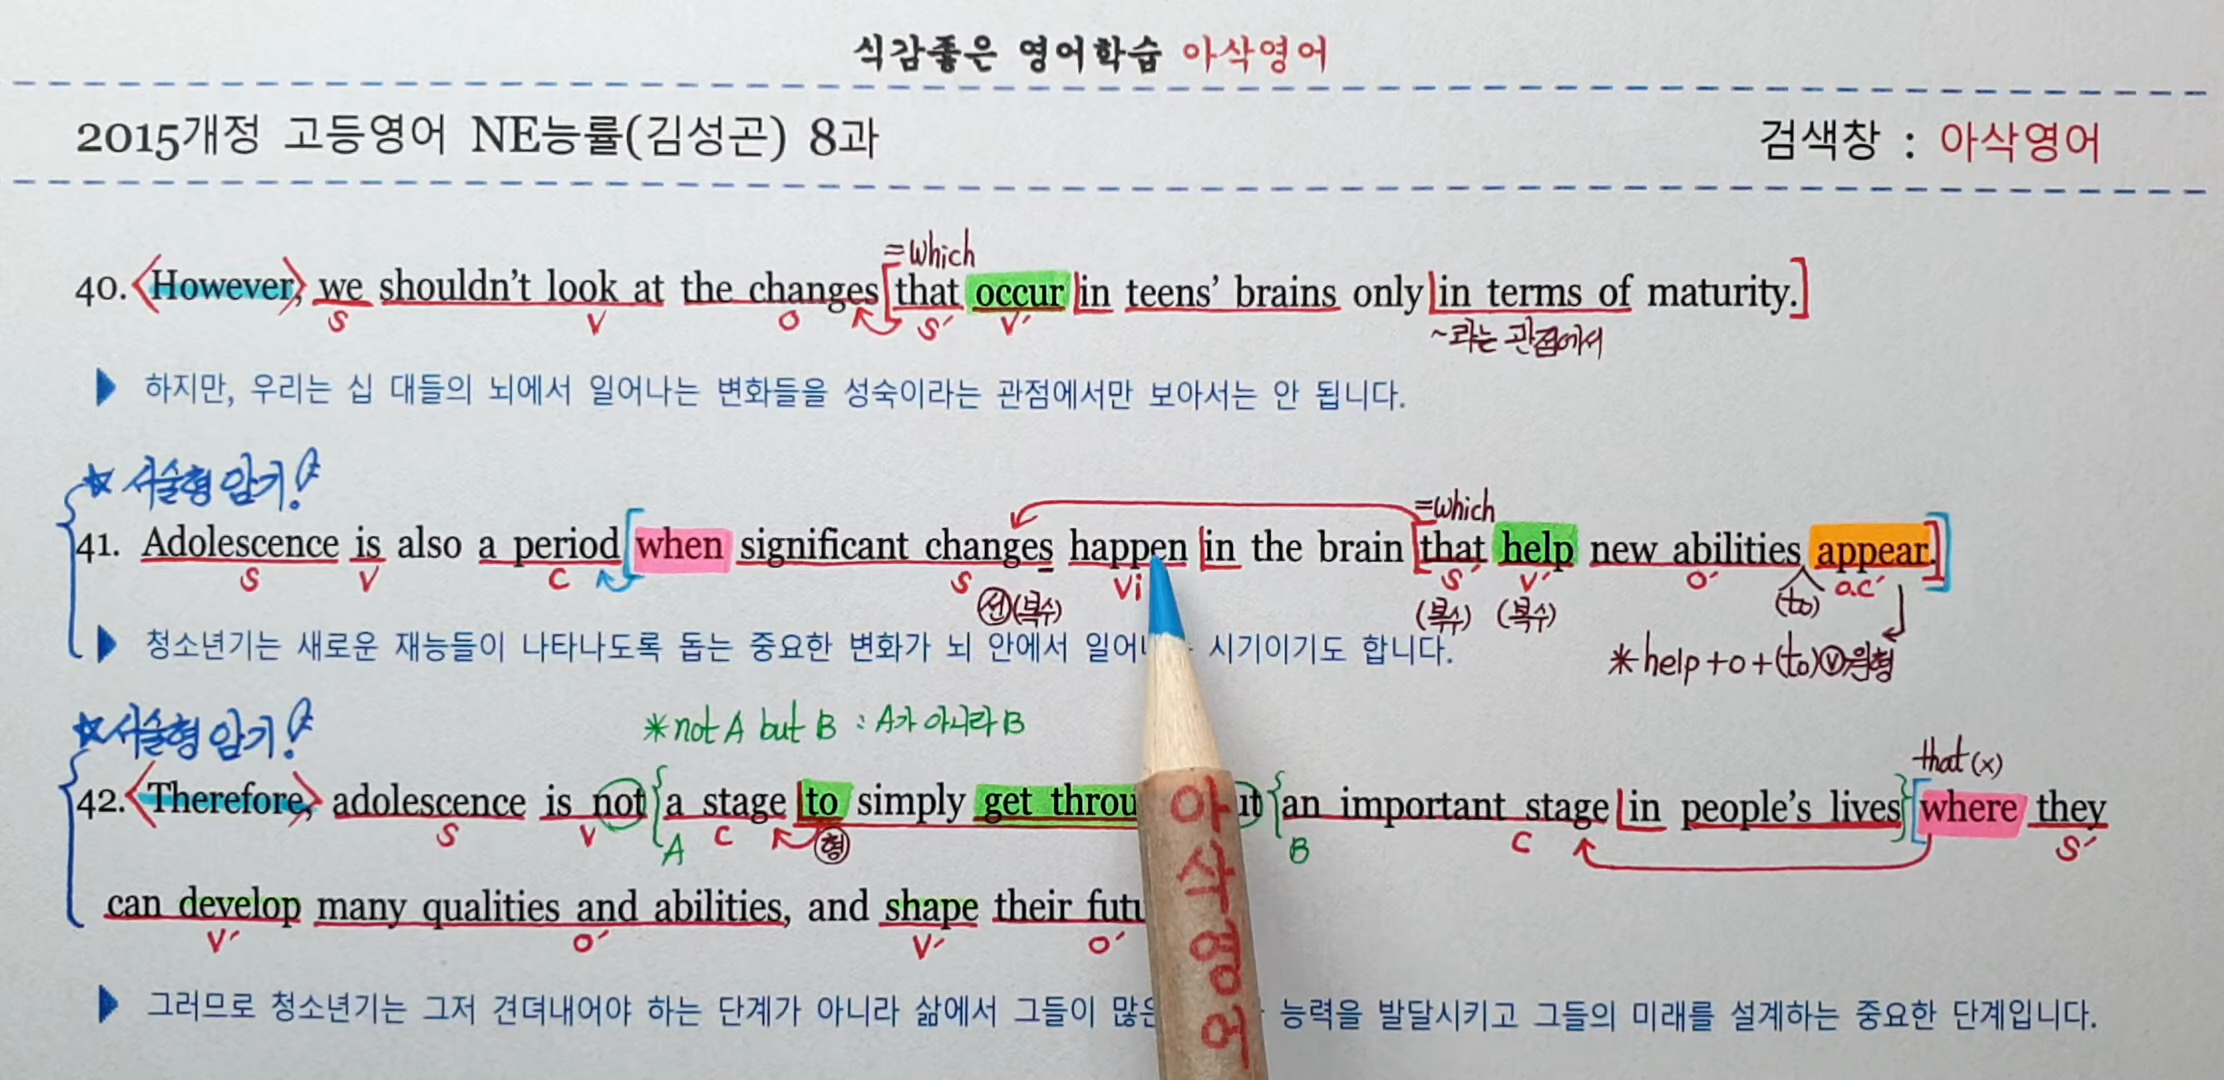 식감좋은 영어학습 아삭영어
2015개정 고등영어 NE능률(김성곤) 8과
검색창 : 아삭영어
=which
40. However, we shouldn't look at the changes that occur in teens' brains only in terms of maturity.
S V O S' V' ~라는 관점에서
하지만, 우리는 십 대들의 뇌에서 일어나는 변화들을 성숙이라는 관점에서만 보아서는 안 됩니다.
서술형 암기!
=which
41. Adolescence is also a period when significant changes happen in the brain that help new abilities appear.
S V C S Vi S' V' O' (to) o.c'
선(복수) (복수) (복수)
청소년기는 새로운 재능들이 나타나도록 돕는 중요한 변화가 뇌 안에서 시기이기도 합니다.
*help+o+(to)V원형
서술형 암기!
*not A but B : A가 아니라 B
that (x)
42. Therefore, adolescence is not a stage to simply get an important stage in people's lives where they
S V A C 형 B C S'
can develop many qualities and abilities, and shape their
V' O' V' O'
그러므로 청소년기는 그저 견뎌내어야 하는 단계가 아니라 삶에서 그들이 능력을 발달시키고 그들의 미래를 설계하는 중요한 단계입니다.
아삭영어